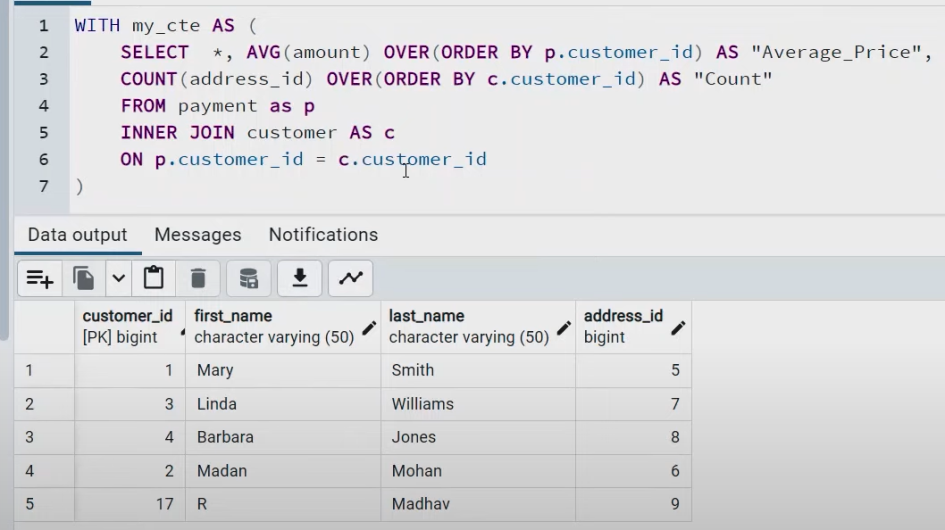 1 WITH my_cte AS (
2 SELECT *, AVG(amount) OVER(ORDER BY p.customer_id) AS "Average_Price",
3 COUNT(address_id) OVER(ORDER BY c.customer_id) AS "Count"
4 FROM payment as p
5 INNER JOIN customer AS c
6 ON p.customer_id = c.customer_id
7 )
Data output Messages Notifications
customer_id first_name last_name address_id
[PK] bigint character varying (50) character varying (50) bigint
1 1 Mary Smith 5
2 3 Linda Williams 7
3 4 Barbara Jones 8
4 2 Madan Mohan 6
5 17 R Madhav 9